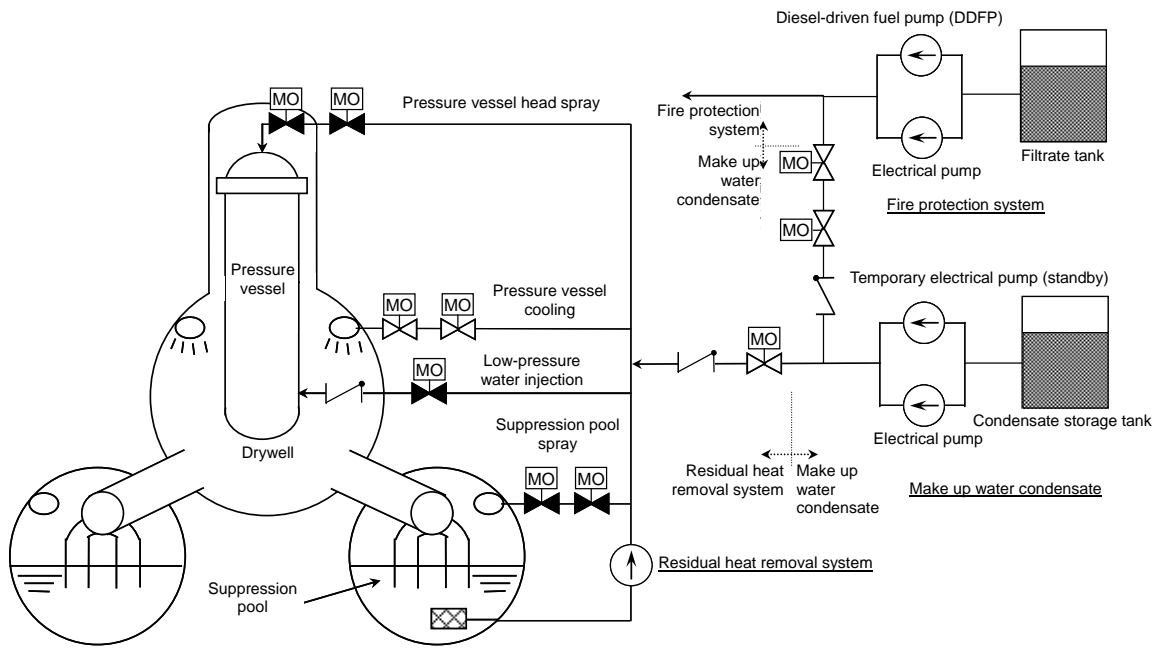 Diesel-driven fuel pump (DDFP)
MO
MO
Pressure vessel head spray
Fire protection
system
Make up
water
condensate
MO
Electrical pump
Filtrate tank
Fire protection system
MO
Pressure
vessel
Temporary electrical pump (standby)
Pressure vessel
cooling
MO
MO
MO
Low-pressure
water injection
MO
Condensate storage tank
Electrical pump
Suppression pool
spray
Drywell
MO
MO
Residual heat
removal system
Make up
water
condensate
Make up water condensate
Residual heat removal system
Suppression
pool